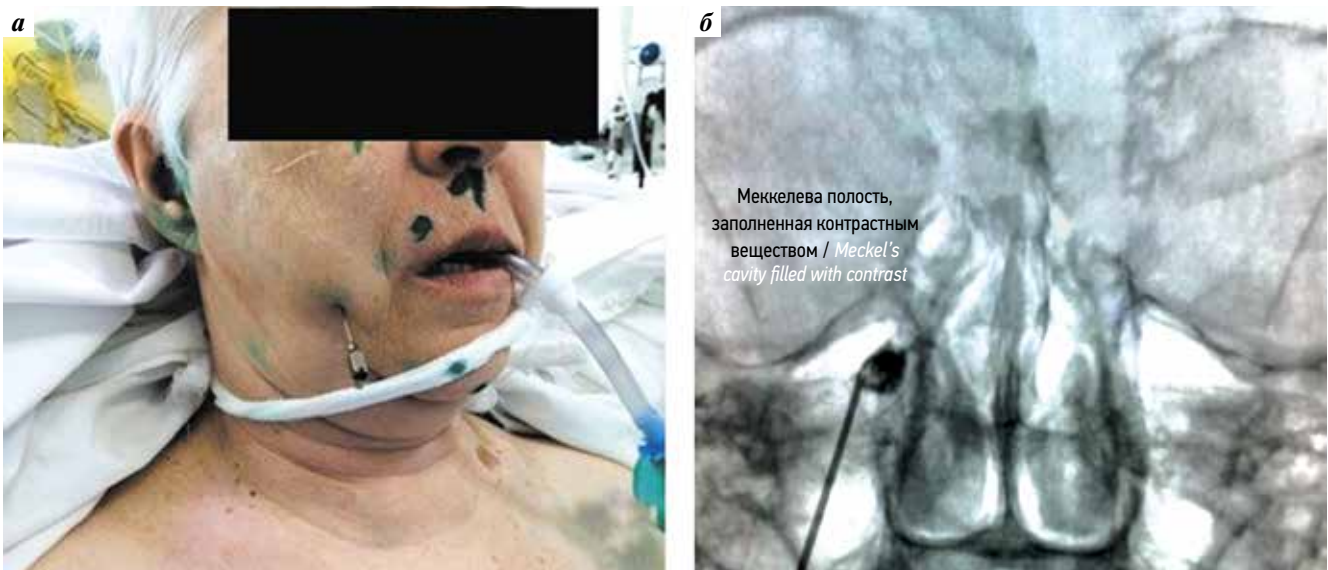 а
б
Меккелева полость,
заполненная контрастным
веществом / Meckel's
cavity filled with contrast